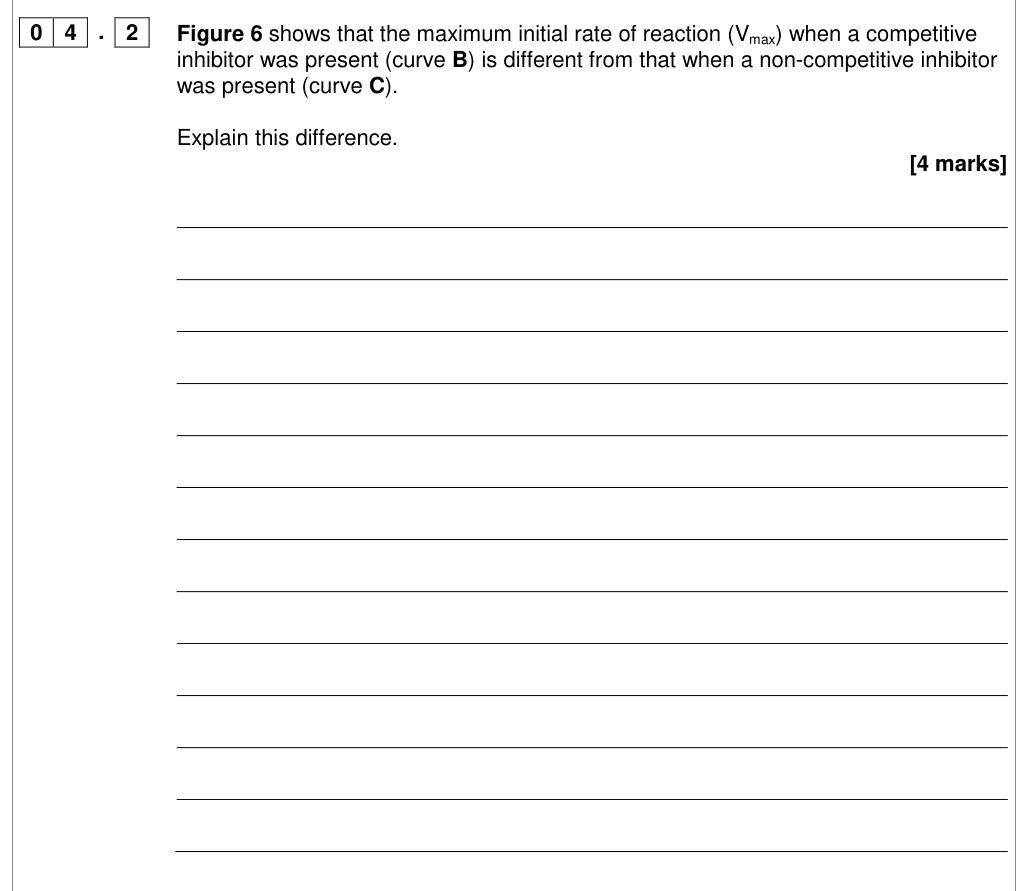 0 4 . 2 Figure 6 shows that the maximum initial rate of reaction (Vmax) when a competitive
inhibitor was present (curve B) is different from that when a non-competitive inhibitor
was present (curve C).
Explain this difference.
[4 marks]